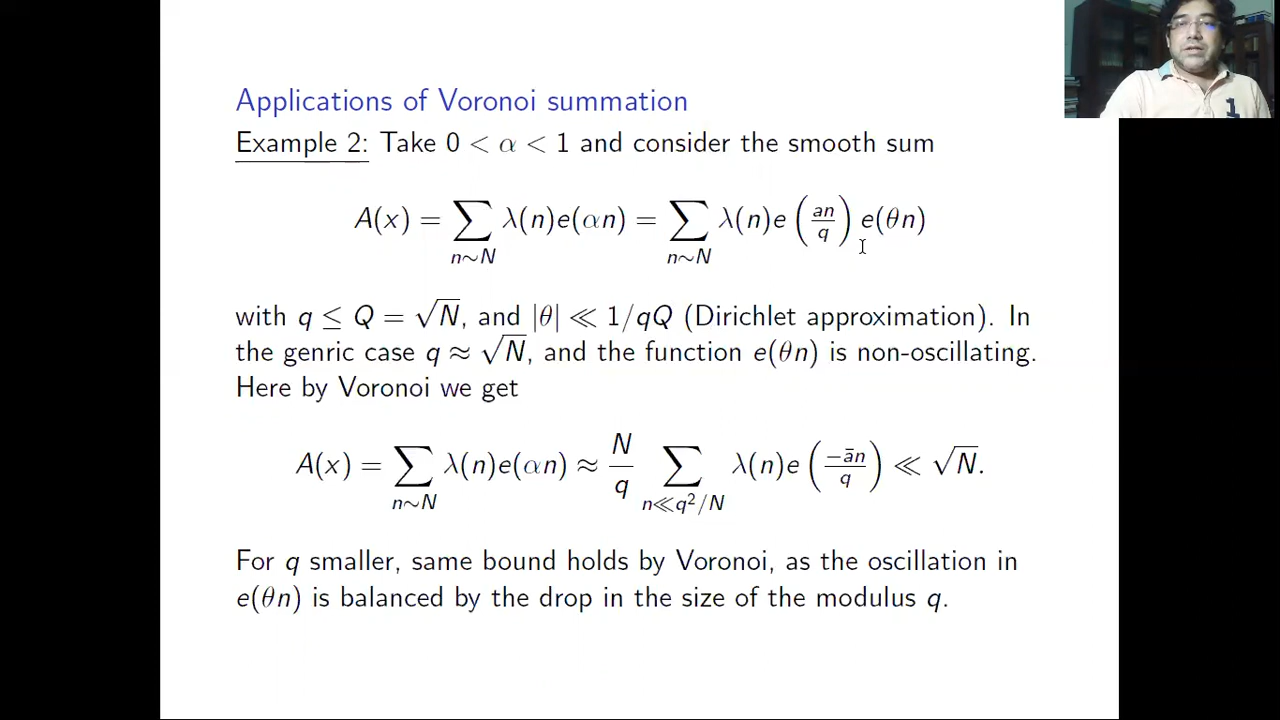 Applications of Voronoi summation
Example 2: Take 0 < α < 1 and consider the smooth sum
A(x) = ∑_{n∼N} λ(n)e(αn) = ∑_{n∼N} λ(n)e(an/q) e(θn)
with q ≤ Q = √N, and |θ| ≪ 1/qQ (Dirichlet approximation). In
the genric case q ≈ √N, and the function e(θn) is non-oscillating.
Here by Voronoi we get
A(x) = ∑_{n∼N} λ(n)e(αn) ≈ N/q ∑_{n≪q²/N} λ(n)e(−ān/q) ≪ √N.
For q smaller, same bound holds by Voronoi, as the oscillation in
e(θn) is balanced by the drop in the size of the modulus q.